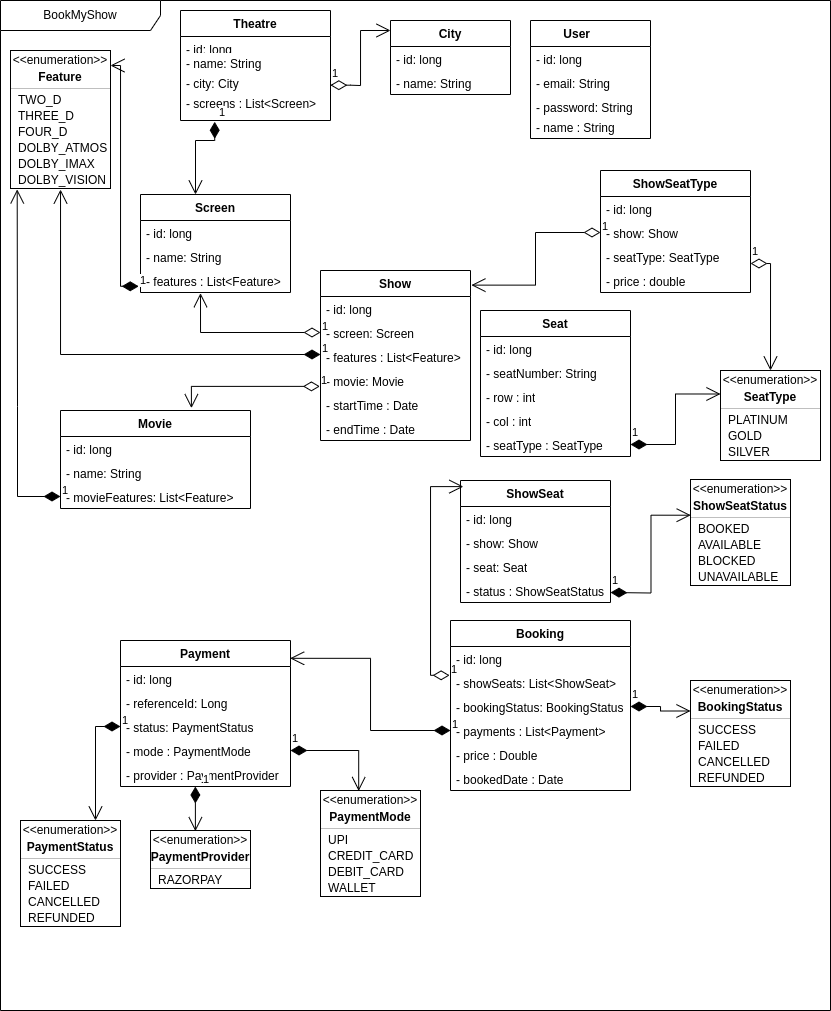 BookMyShow
Theatre
- id: long
- name: String
- city: City
- screens : List<Screen>
1
1
City
- id: long
- name: String
User
- id: long
- email: String
- password: String
- name : String
<<enumeration>>
Feature
TWO_D
THREE_D
FOUR_D
DOLBY_ATMOS
DOLBY_IMAX
DOLBY_VISION
Screen
- id: long
- name: String
- features : List<Feature>
1
ShowSeatType
- id: long
- show: Show
- seatType: SeatType
- price : double
1
1
Show
- id: long
- screen: Screen
- features : List<Feature>
- movie: Movie
- startTime : Date
- endTime : Date
1
1
1
Seat
- id: long
- seatNumber: String
- row : int
- col : int
- seatType : SeatType
1
<<enumeration>>
SeatType
PLATINUM
GOLD
SILVER
Movie
- id: long
- name: String
- movieFeatures: List<Feature>
1
ShowSeat
- id: long
- show: Show
- seat: Seat
- status : ShowSeatStatus
1
<<enumeration>>
ShowSeatStatus
BOOKED
AVAILABLE
BLOCKED
UNAVAILABLE
Booking
- id: long
- showSeats: List<ShowSeat>
- bookingStatus: BookingStatus
- payments : List<Payment>
- price : Double
- bookedDate : Date
1
1
1
<<enumeration>>
BookingStatus
SUCCESS
FAILED
CANCELLED
REFUNDED
Payment
- id: long
- referenceId: Long
- status: PaymentStatus
- mode : PaymentMode
- provider : PaymentProvider
1
1
1
<<enumeration>>
PaymentStatus
SUCCESS
FAILED
CANCELLED
REFUNDED
<<enumeration>>
PaymentProvider
RAZORPAY
<<enumeration>>
PaymentMode
UPI
CREDIT_CARD
DEBIT_CARD
WALLET